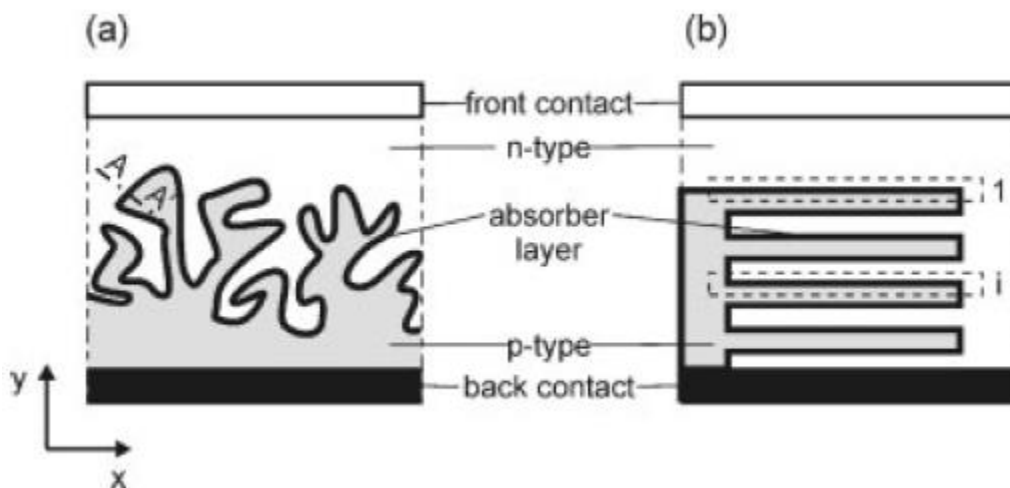 (a)
(b)
front contact
n-type
A
A'
1
absorber
layer
i
p-type
back contact
y
x